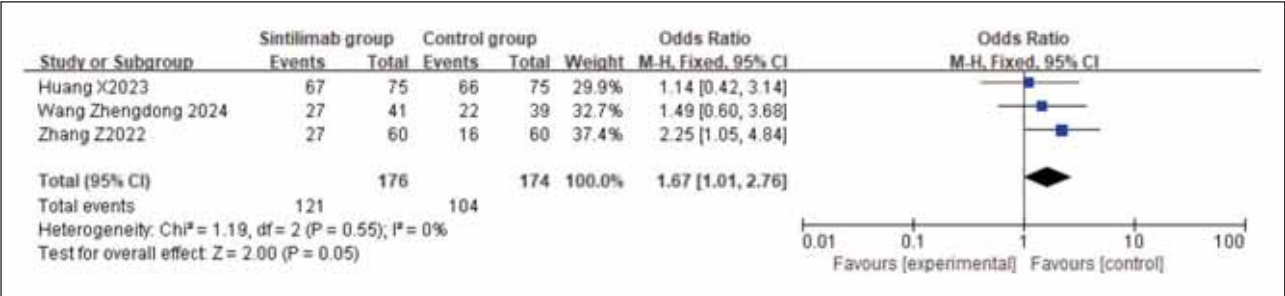 Sintilimab group Control group Odds Ratio Odds Ratio
Study or Subgroup Events Total Events Total Weight M-H, Fixed, 95% CI M-H, Fixed, 95% CI
Huang X2023 67 75 66 75 29.9% 1.14 [0.42, 3.14]
Wang Zhengdong 2024 27 41 22 39 32.7% 1.49 [0.60, 3.68]
Zhang Z2022 27 60 16 60 37.4% 2.25 [1.05, 4.84]
Total (95% CI) 176 174 100.0% 1.67 [1.01, 2.76]
Total events 121 104
Heterogeneity: Chi² = 1.19, df = 2 (P = 0.55); I² = 0%
Test for overall effect: Z = 2.00 (P = 0.05)
0.01 0.1 1 10 100
Favours [experimental] Favours [control]